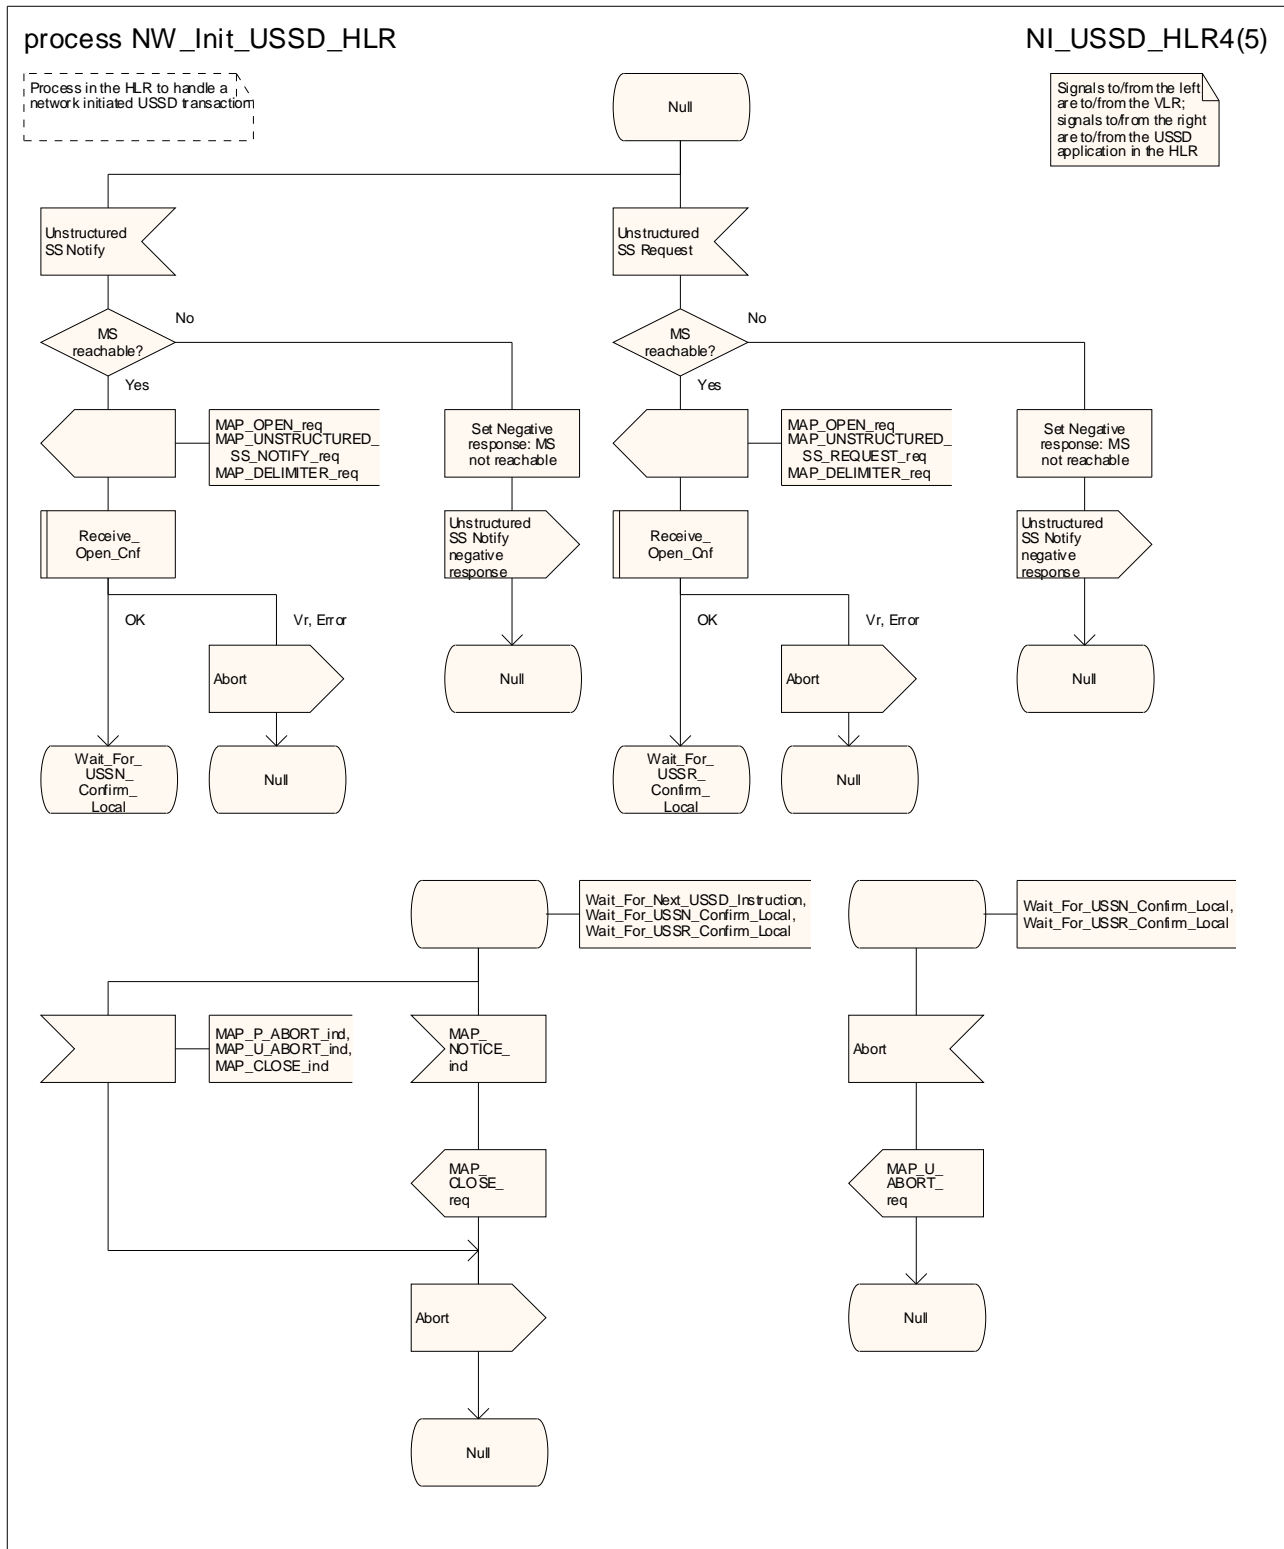 process NW_Init_USSD_HLR
NI_USSD_HLR4(5)
Process in the HLR to handle a
network initiated USSD transaction
Null
Signals to/from the left
are to/from the VLR;
signals to/from the right
are to/from the USSD
application in the HLR
Unstructured
SS Notify
Unstructured
SS Request
MS
reachable?
No
Yes
MS
reachable?
No
Yes
MAP_OPEN_req
MAP_UNSTRUCTURED_
SS_NOTIFY_req
MAP_DELIMITER_req
Set Negative
response: MS
not reachable
MAP_OPEN_req
MAP_UNSTRUCTURED_
SS_REQUEST_req
MAP_DELIMITER_req
Set Negative
response: MS
not reachable
Receive_
Open_Cnf
Unstructured
SS Notify
negative
response
Receive_
Open_Cnf
Unstructured
SS Notify
negative
response
OK
Vr, Error
OK
Vr, Error
Abort
Null
Abort
Null
Wait_For_
USSN_
Confirm_
Local
Null
Wait_For_
USSR_
Confirm_
Local
Null
Wait_For_Next_USSD_Instruction,
Wait_For_USSN_Confirm_Local,
Wait_For_USSR_Confirm_Local
Wait_For_USSN_Confirm_Local,
Wait_For_USSR_Confirm_Local
MAP_P_ABORT_ind,
MAP_U_ABORT_ind,
MAP_CLOSE_ind
MAP_
NOTICE_
ind
Abort
MAP_
CLOSE_
req
MAP_U_
ABORT_
req
Abort
Null
Null